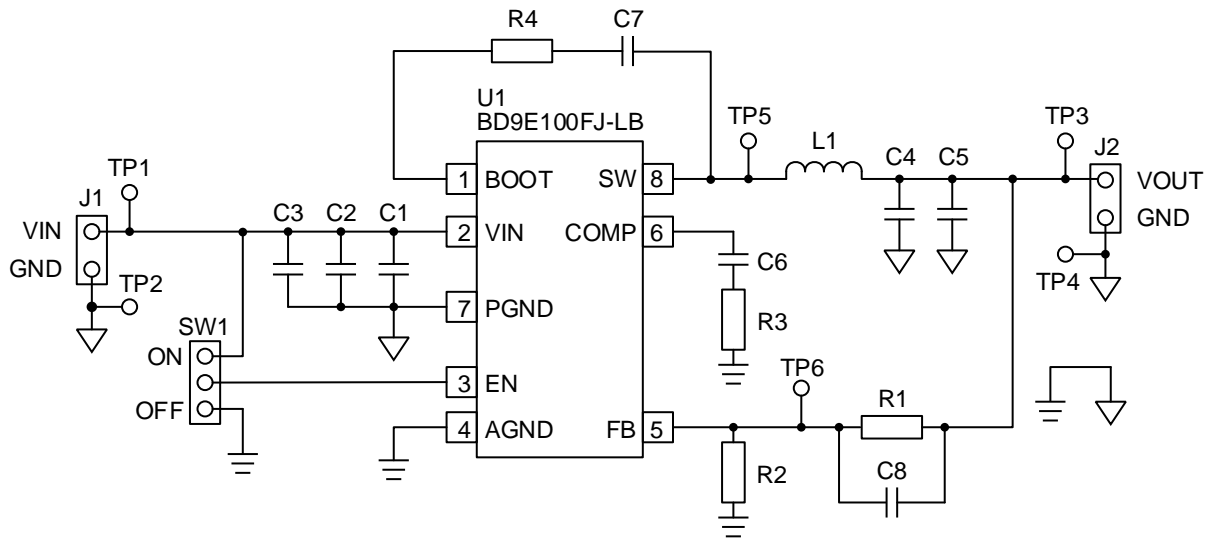 R4
C7
U1
BD9E100FJ-LB
TP5
TP3
L1
C4
C5
J2
TP1
1
BOOT
SW
8
VOUT
J1
C3
C2
C1
GND
VIN
2
VIN
COMP
6
GND
C6
TP4
TP2
7
PGND
R3
SW1
ON
TP6
3
EN
R1
OFF
4
AGND
FB
5
R2
C8